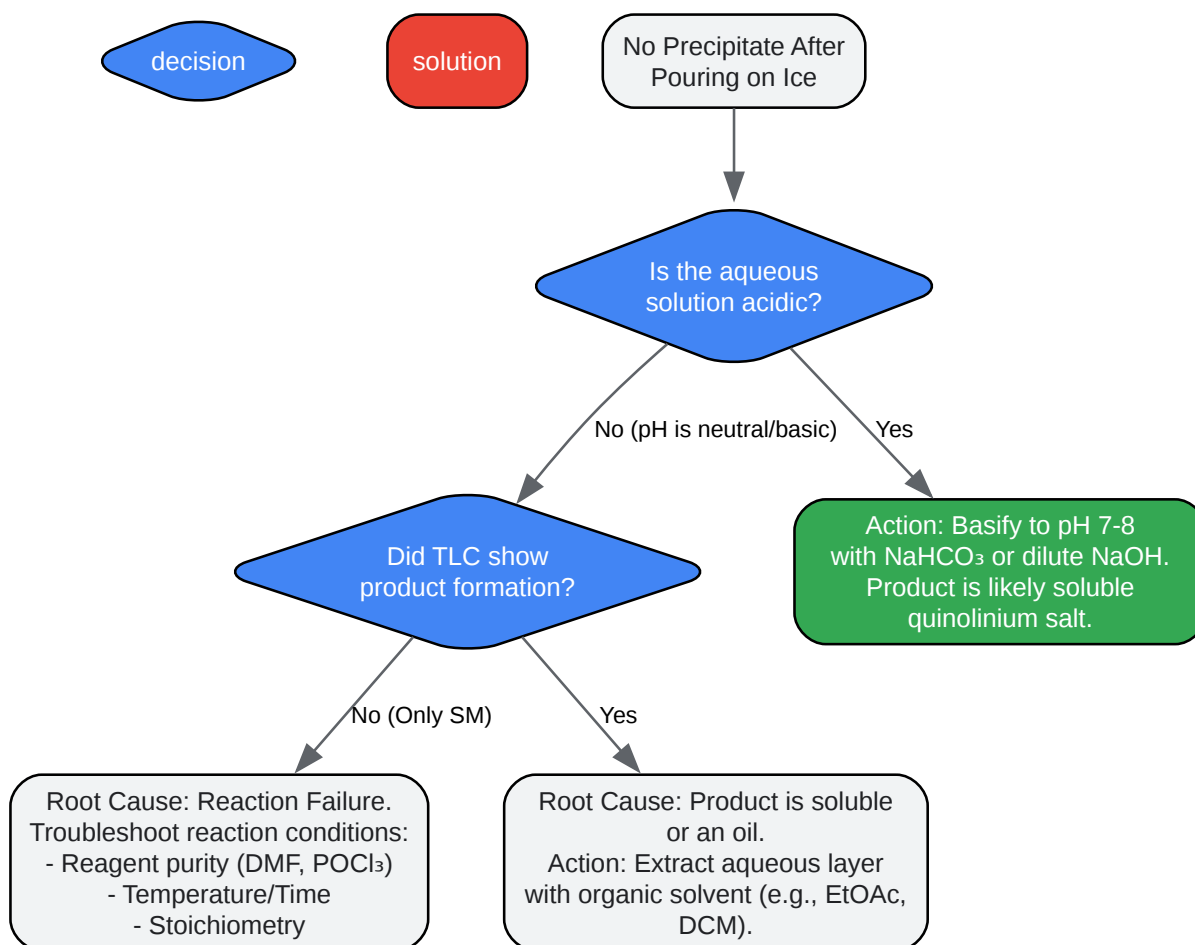 decision
solution
No Precipitate After
Pouring on Ice
Is the aqueous
solution acidic?
No (pH is neutral/basic)
Yes
Did TLC show
product formation?
Action: Basify to pH 7-8
with NaHCO₃ or dilute NaOH.
Product is likely soluble
quinolinium salt.
No (Only SM)
Yes
Root Cause: Reaction Failure.
Troubleshoot reaction conditions:
- Reagent purity (DMF, POCl₃)
- Temperature/Time
- Stoichiometry
Root Cause: Product is soluble
or an oil.
Action: Extract aqueous layer
with organic solvent (e.g., EtOAc,
DCM).